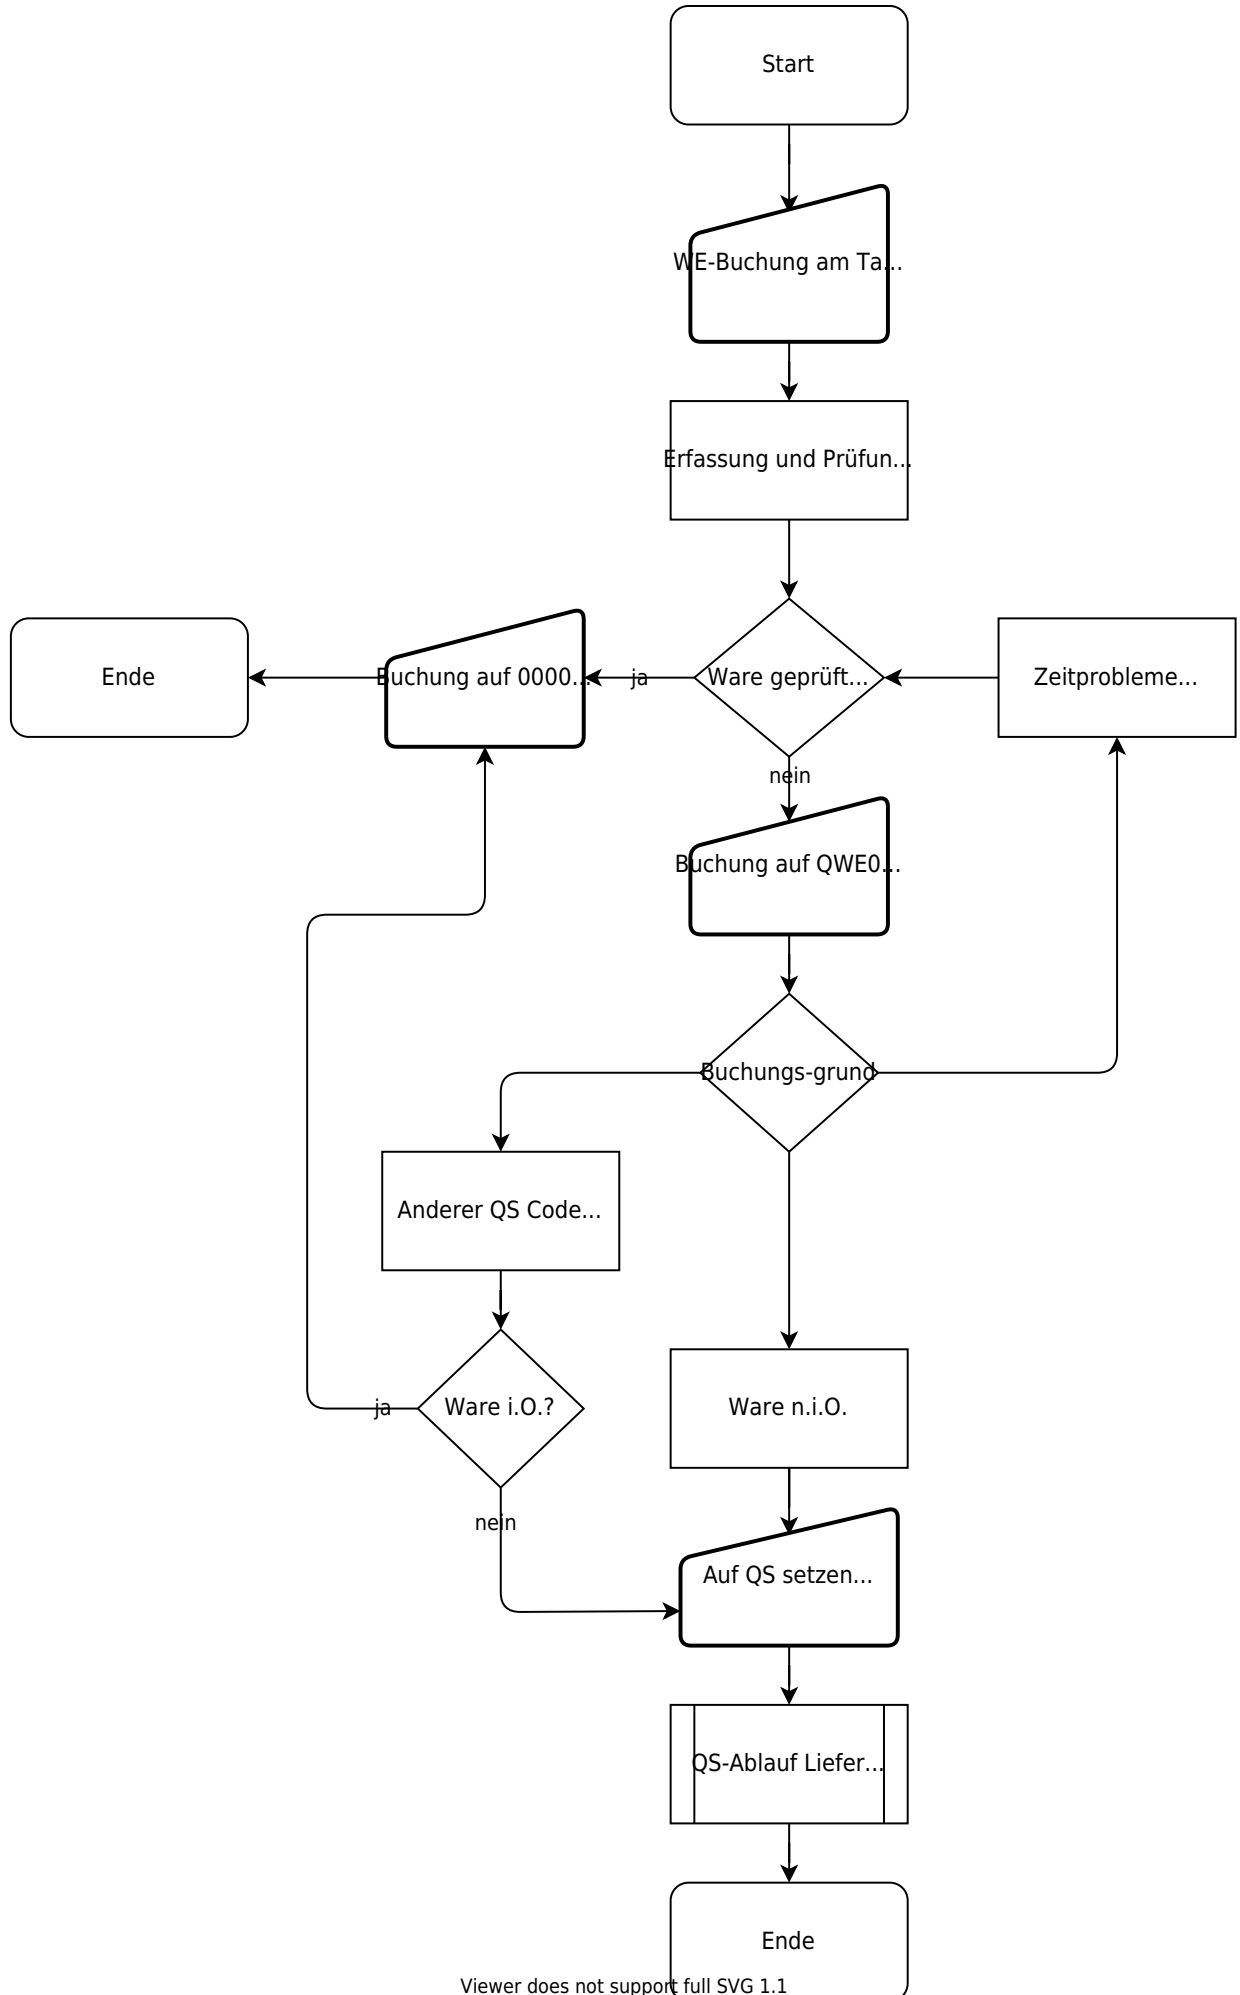 Start
WE-Buchung am Ta...
Erfassung und Prüfun...
Ende
Buchung auf 0000...
ja
Ware geprüft...
Zeitprobleme...
nein
Buchung auf QWE0...
Buchungs-grund
Anderer QS Code...
ja
Ware i.O.?
Ware n.i.O.
nein
Auf QS setzen...
QS-Ablauf Liefer...
Ende
Viewer does not support full SVG 1.1